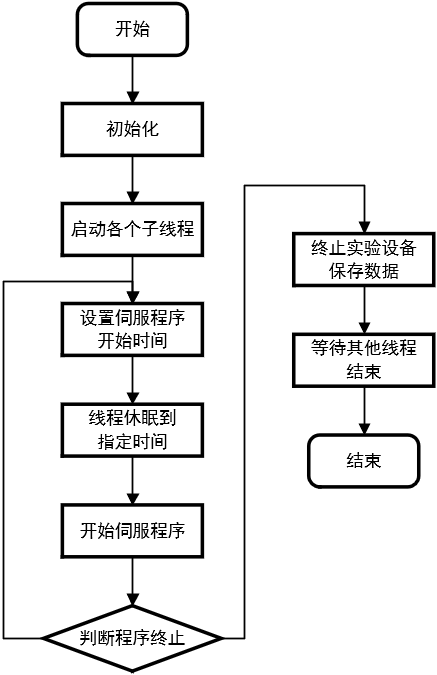 开始
初始化
启动各个子线程
设置伺服程序
开始时间
线程休眠到
指定时间
开始伺服程序
判断程序终止
终止实验设备
保存数据
等待其他线程
结束
结束